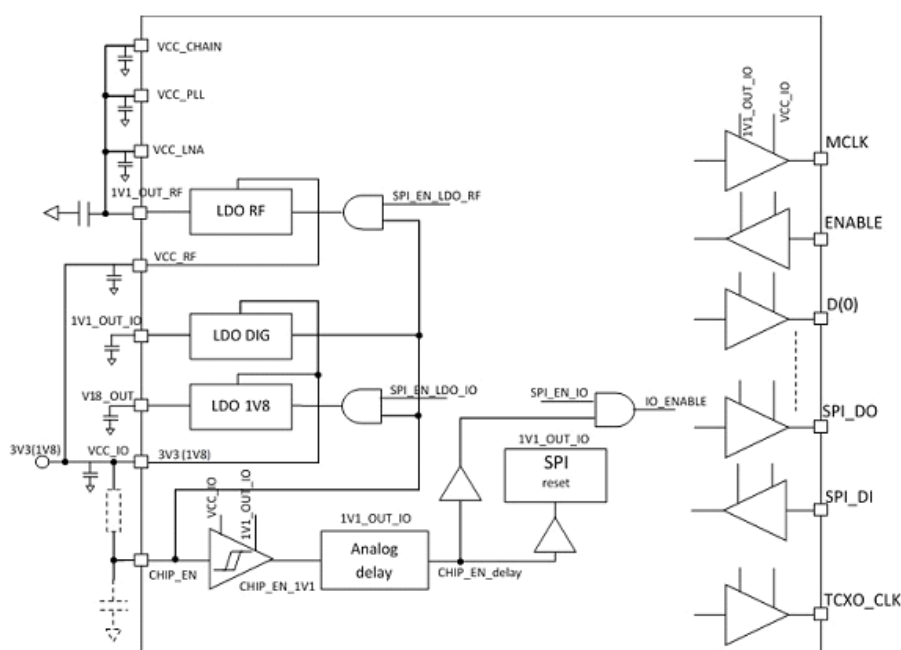 VCC_CHAIN
VCC_PLL
VCC_LNA
1V1_OUT_RF
LDO RF
SPI_EN_LDO_RF
VCC_RF
1V1_OUT_IO
LDO DIG
V18_OUT
LDO 1V8
SPI_EN_LDO_IO
3V3(1V8)
VCC_IO
3V3 (1V8)
VCC_IO
1V1_OUT_IO
CHIP_EN
CHIP_EN_1V1
1V1_OUT_IO
Analog
delay
CHIP_EN_delay
SPI_EN_IO
IO_ENABLE
1V1_OUT_IO
SPI
reset
1V1_OUT_IO
VCC_IO
MCLK
ENABLE
D(0)
SPI_DO
SPI_DI
TCXO_CLK